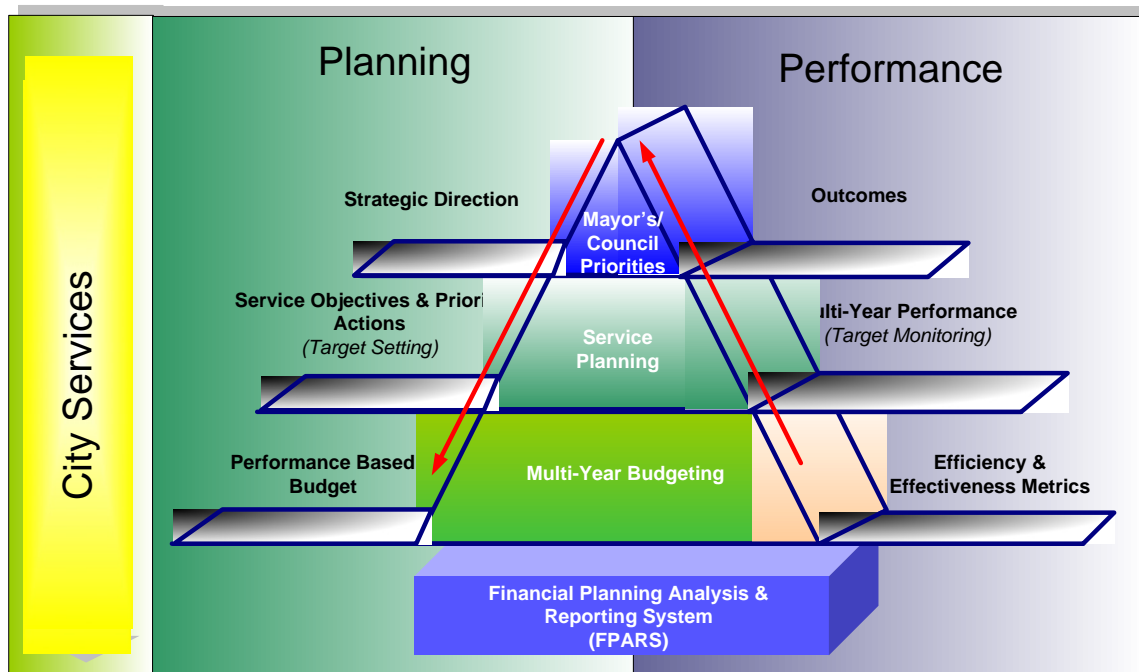 Planning
Performance
City Services
Strategic Direction
Mayor's/
Council
Priorities
Outcomes
Service Objectives & Priori
Actions
(Target Setting)
Service
Planning
ulti-Year Performance
(Target Monitoring)
Performance Based
Budget
Multi-Year Budgeting
Efficiency &
Effectiveness Metrics
Financial Planning Analysis &
Reporting System
(FPARS)